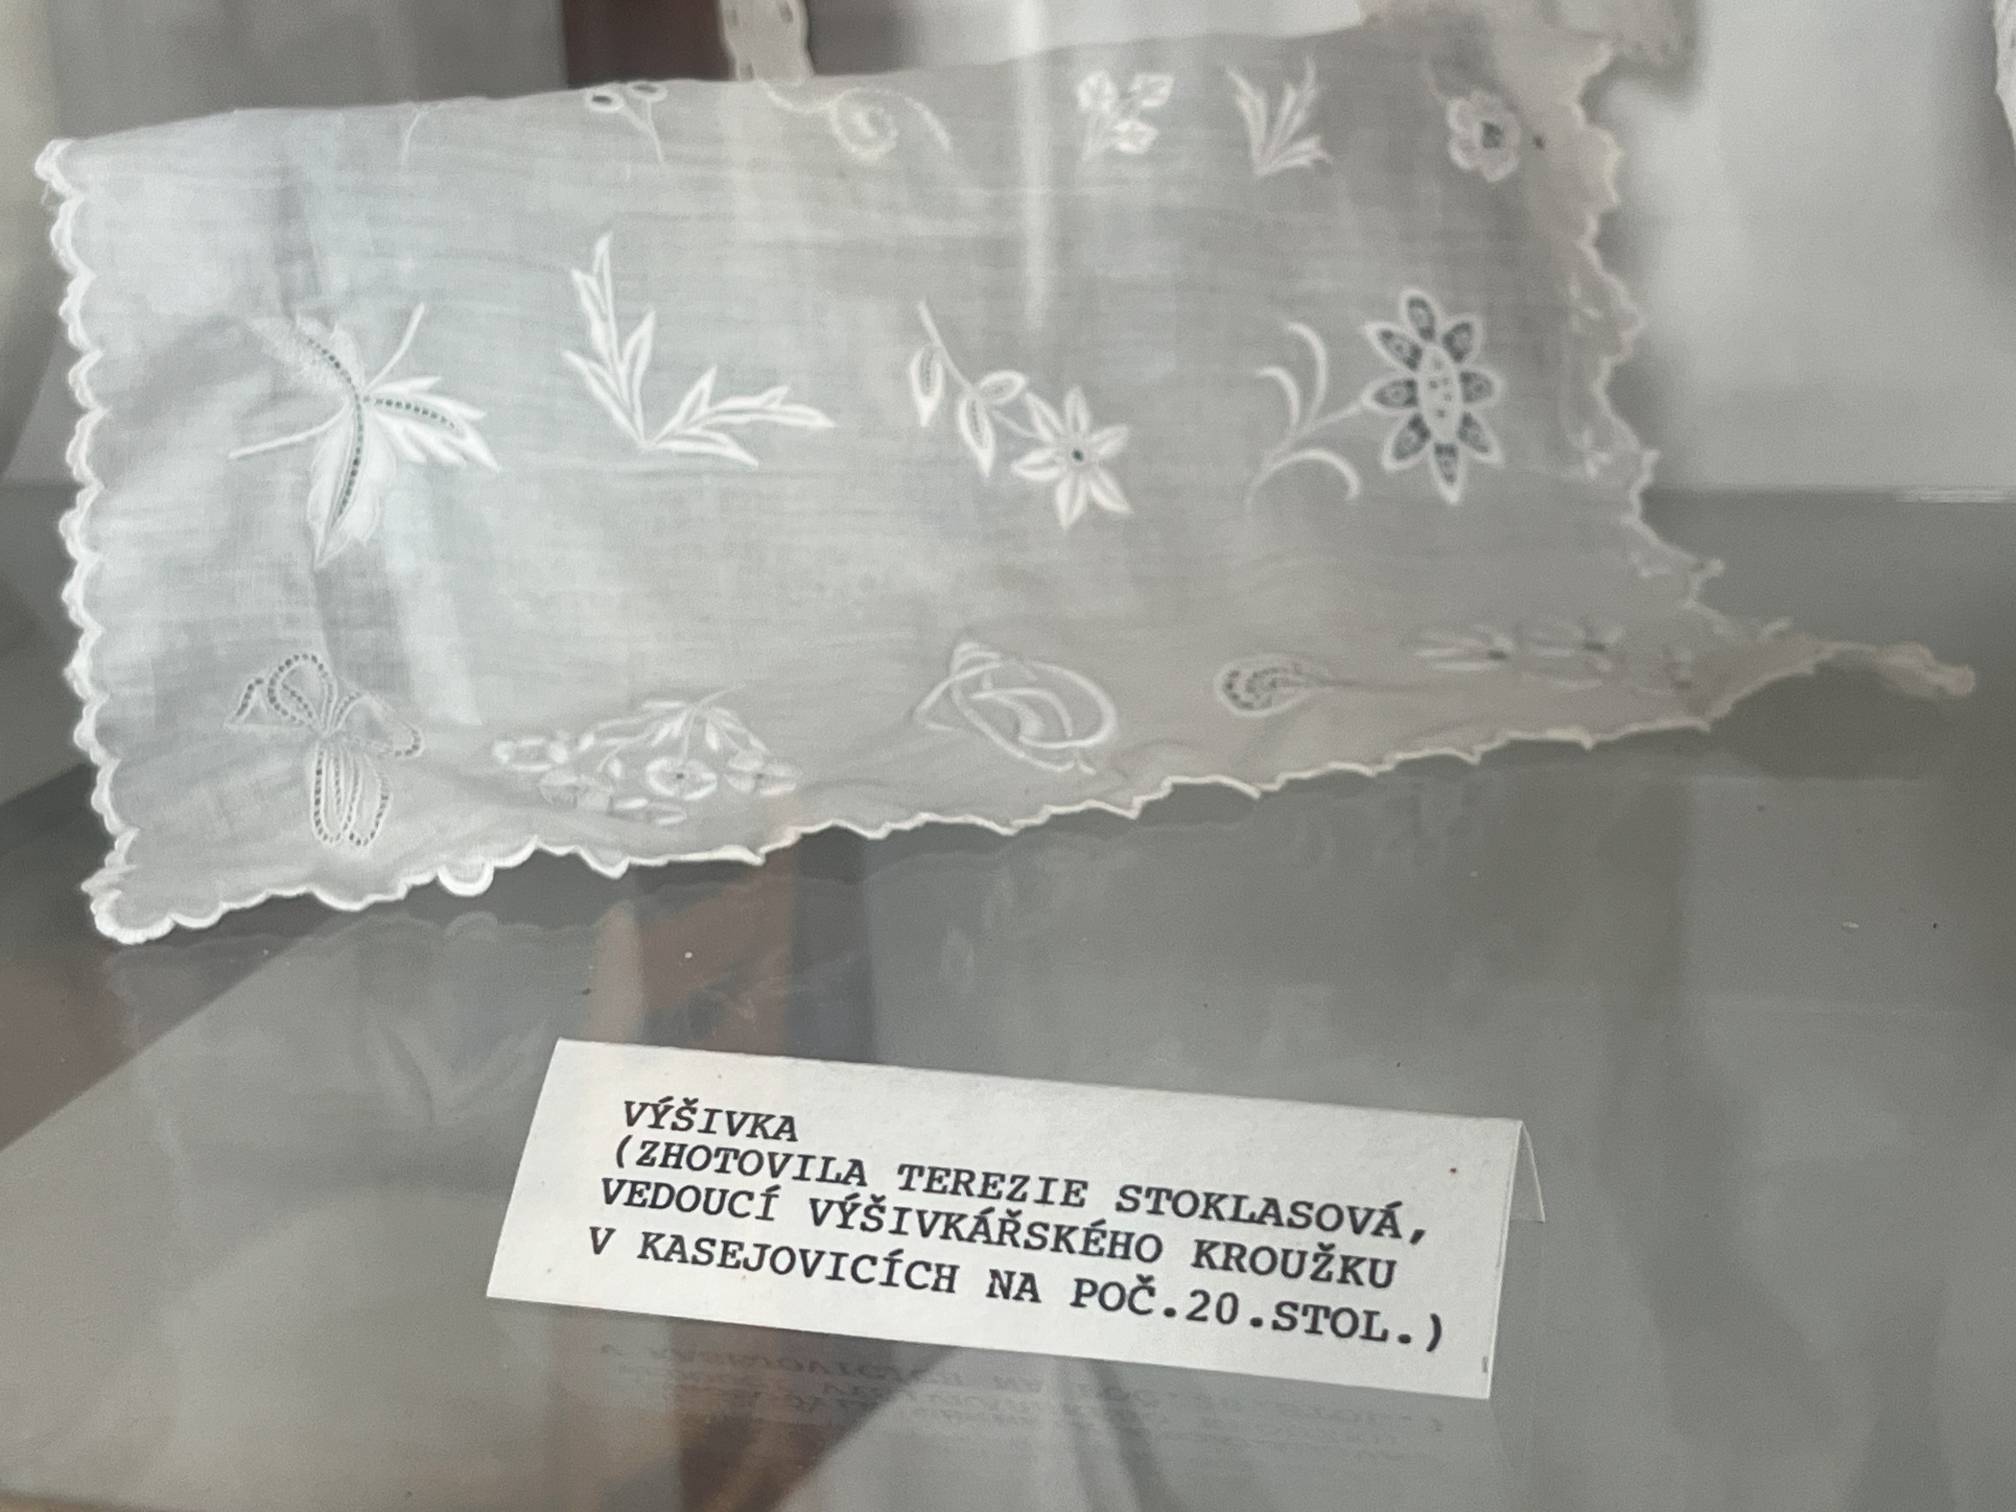 VÝŠIVKA
(ZHOTOVILA TEREZIE STOKLASOVÁ,
VEDOUCÍ VÝŠIVKÁŘSKÉHO KROUŽKU
V KASEJOVICÍCH NA POČ.20.STOL.)